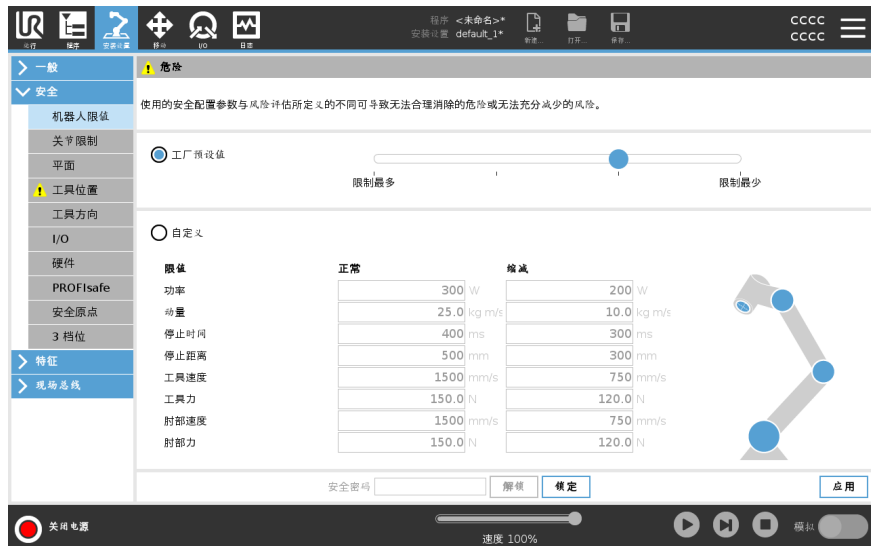 程序 <未命名>*
安装设置 default_1*
运行 程序 安装设置 移动 I/O 日志
新建... 打开... 保存...
cccc
cccc
一般
安全
机器人限值
关节限制
平面
工具位置
工具方向
I/O
硬件
PROFIsafe
安全原点
3 档位
特征
现场总线
危险
使用的安全配置参数与风险评估所定义的不同可导致无法合理消除的危险或无法充分减少的风险。
工厂预设值
限制最多 限制最少
自定义
限值 正常 缩减
功率 300 W 200 W
动量 25.0 kg m/s 10.0 kg m/s
停止时间 400 ms 300 ms
停止距离 500 mm 300 mm
工具速度 1500 mm/s 750 mm/s
工具力 150.0 N 120.0 N
肘部速度 1500 mm/s 750 mm/s
肘部力 150.0 N 120.0 N
安全密码 解锁 锁定 应用
关闭电源
速度 100%
模拟